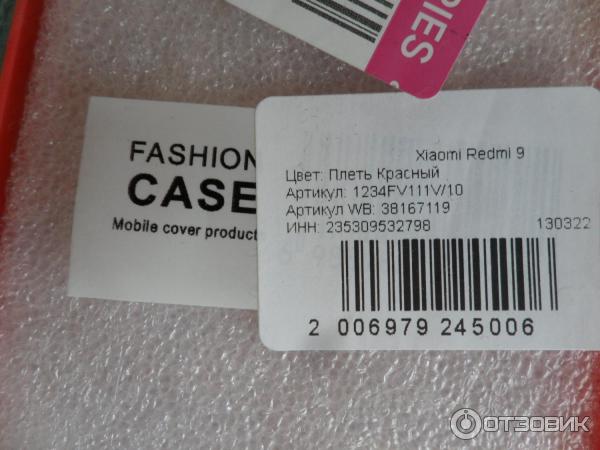 PIES
FASHION
CASE
Mobile cover product
Xiaomi Redmi 9
Цвет: Плеть Красный
Артикул: 1234FV111V/10
Артикул WB: 38167119
ИНН: 235309532798 130322
2 006979 245006
ОТЗОВИК